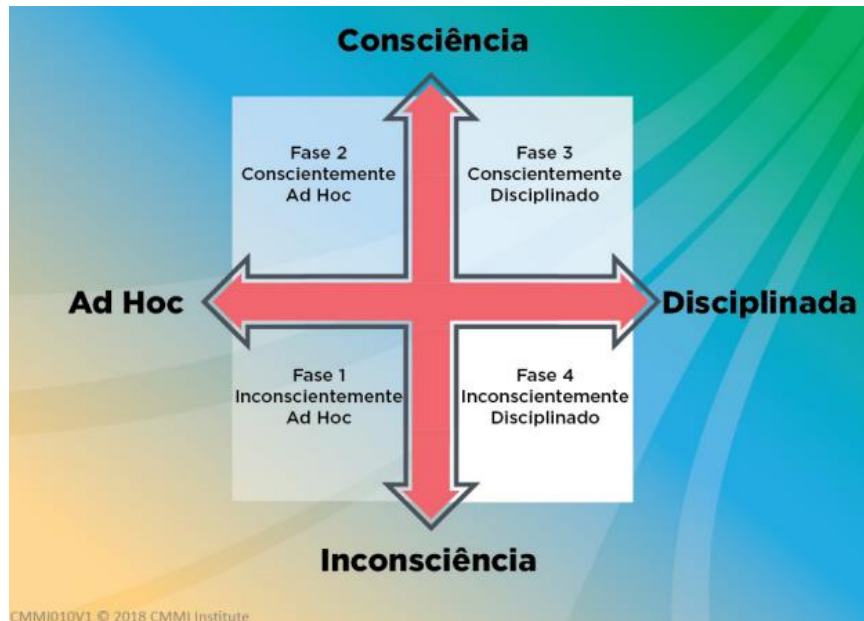 Consciência
Fase 2
Conscientemente
Ad Hoc
Fase 3
Conscientemente
Disciplinado
Ad Hoc
Disciplinada
Fase 1
Inconscientemente
Ad Hoc
Fase 4
Inconscientemente
Disciplinado
Inconsciência
CMMI010V1 © 2018 CMMI Institute